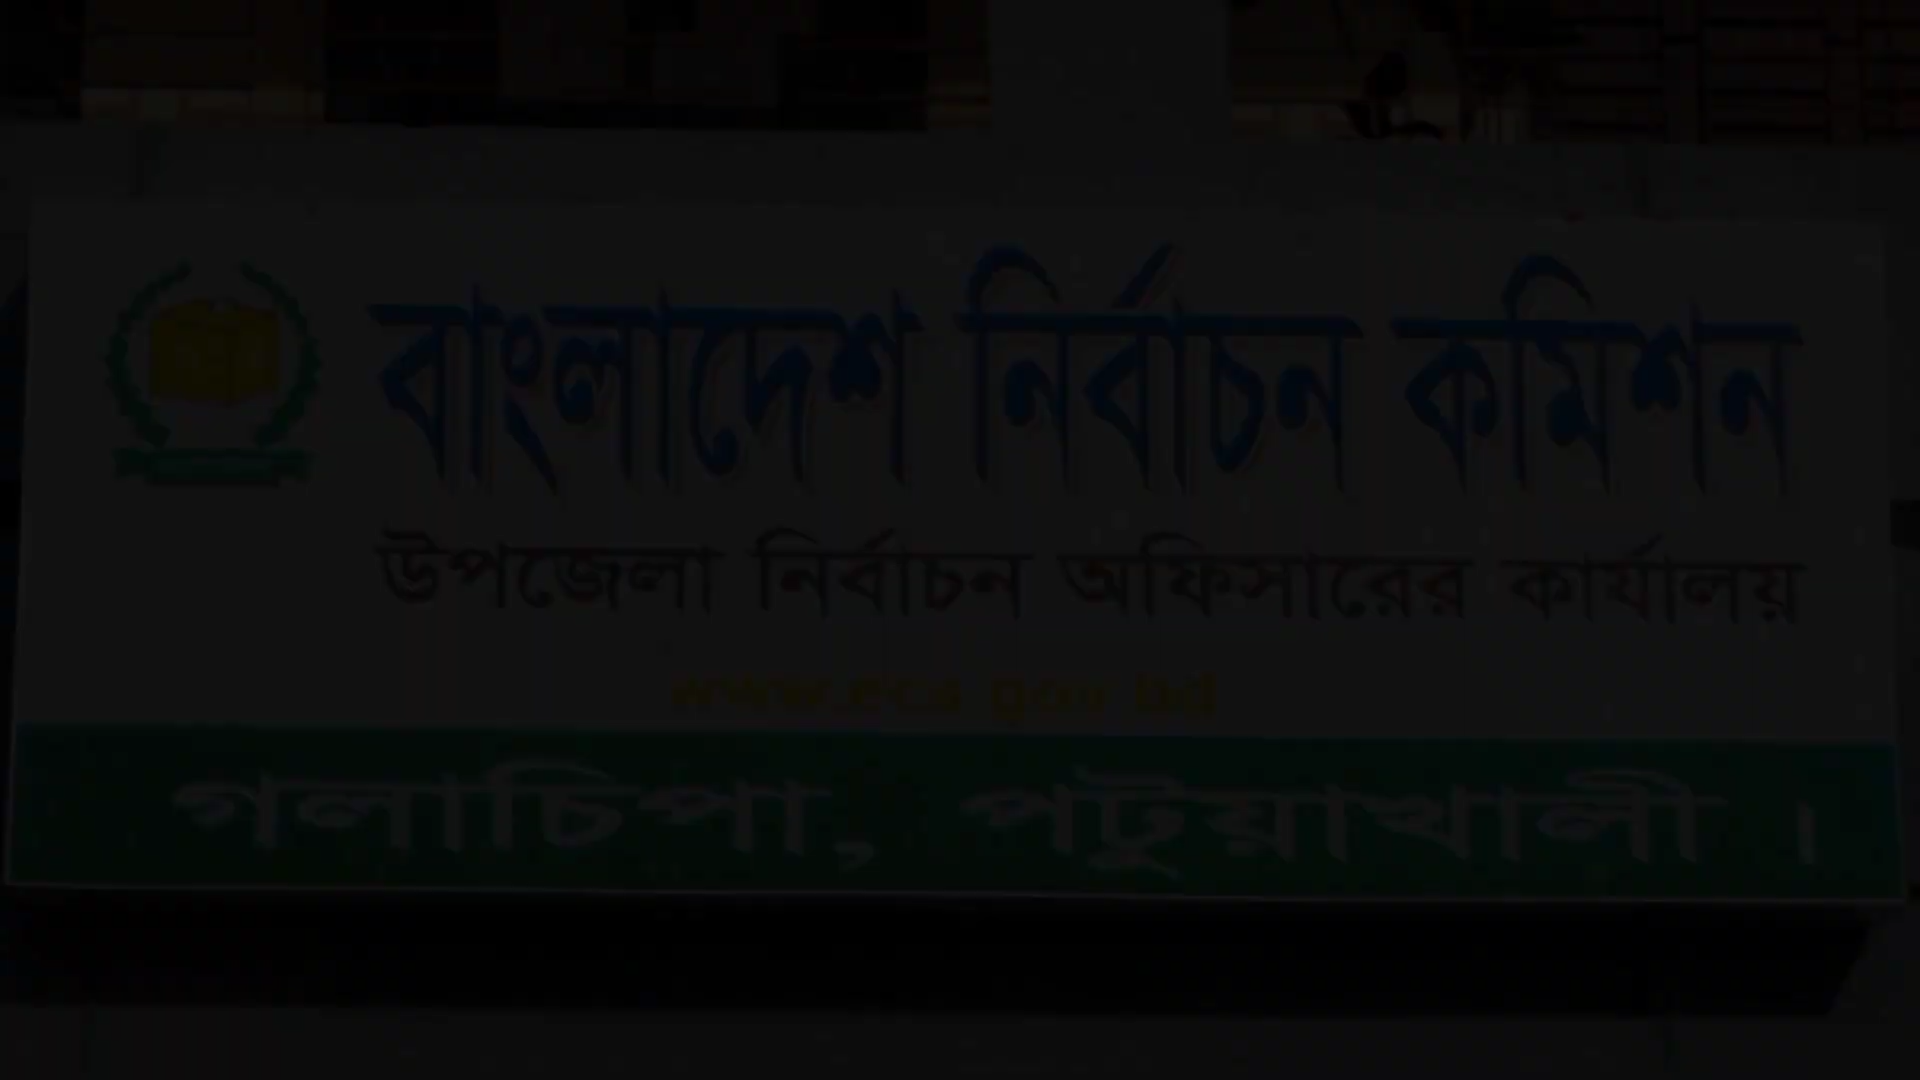 বাংলাদেশ নির্বাচন কমিশন
উপজেলা নির্বাচন অফিসারের কার্যালয়
www.ecs.gov.bd
গলাচিপা, পটুয়াখালী।